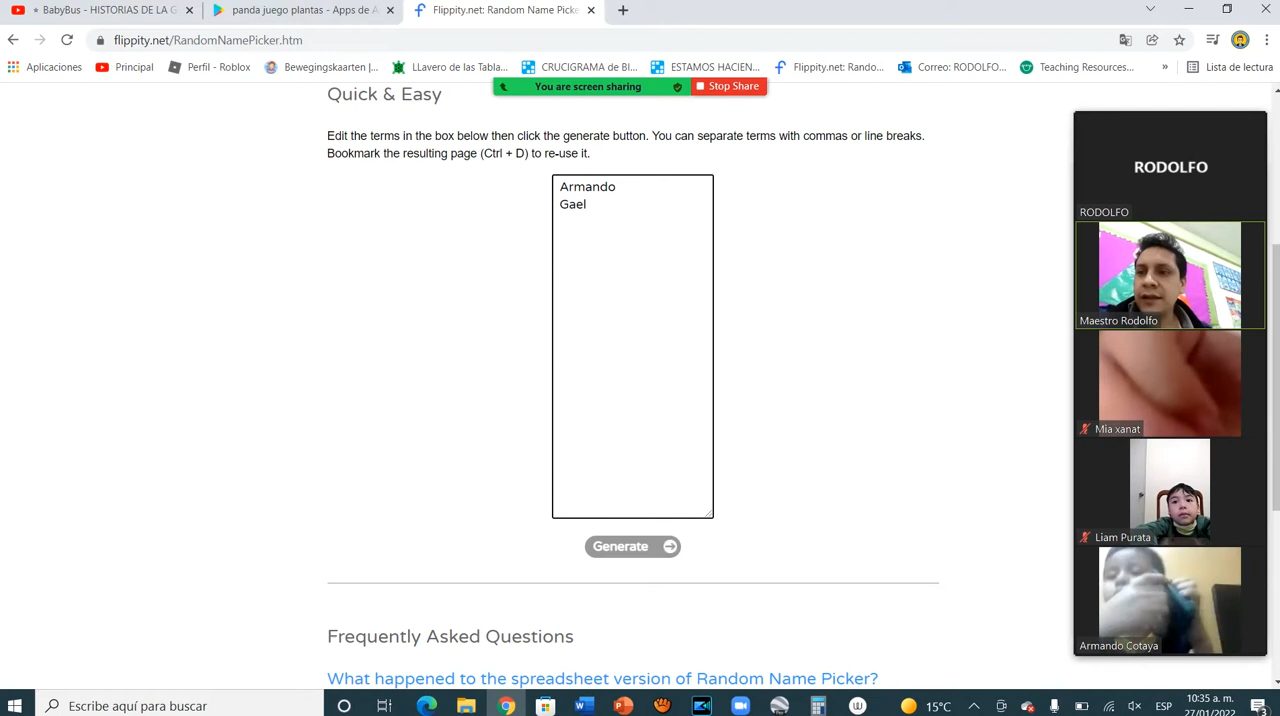 BabyBus - HISTORIAS DE LA G
panda juego plantas - Apps de A
Flippity.net: Random Name Picke
flippity.net/RandomNamePicker.htm
Aplicaciones
Principal
Perfil - Roblox
Bewegingskaarten |...
LLavero de las Tabla...
CRUCIGRAMA de BI...
ESTAMOS HACIEN...
Flippity.net: Rando...
Correo: RODOLFO...
Teaching Resources...
»
Lista de lectura
You are screen sharing
Stop Share
Quick & Easy
Edit the terms in the box below then click the generate button. You can separate terms with commas or line breaks.
Bookmark the resulting page (Ctrl + D) to re-use it.
Armando
Gael
Generate
Frequently Asked Questions
What happened to the spreadsheet version of Random Name Picker?
RODOLFO
RODOLFO
Maestro Rodolfo
Mia xanat
Liam Purata
Armando Cotaya
Escribe aquí para buscar
15°C
ESP
10:35 a. m.
27/01/2022
3